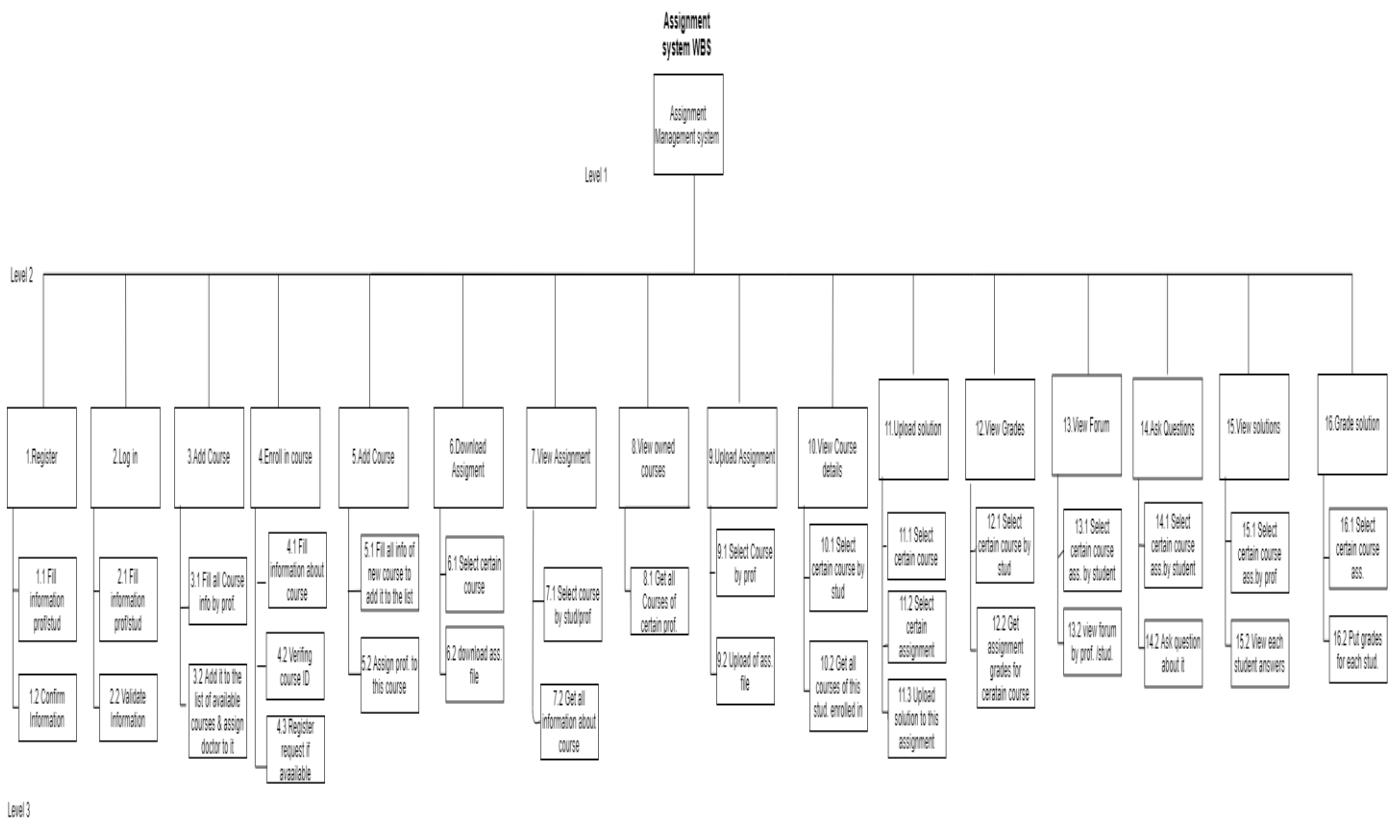 Assignment
system WBS
Assignment
Management system
Level 1
Level 2
1.Register
2.Log in
3.Add Course
4.Enroll in course
5.Add Course
6.Download
Assigment
7.View Assignment
8.View owned
courses
9.Upload Assignment
10.View Course
details
11.Upload solution
12.View Grades
13.View Forum
14.Ask Questions
15.View solutions
16.Grade solution
1.1 Fill
information
prof/stud
1.2 Confirm
Information
2.1 Fill
information
prof/stud
2.2 Validate
Information
3.1 Fill all Course
info by prof.
3.2 Add it to the
list of available
courses & assign
doctor to it
4.1 Fill
information about
course
4.2 Verifing
course ID
4.3 Register
request if
avaailable
5.1 Fill all info of
new course to
add it to the list
5.2 Assign prof. to
this course
6.1 Select certain
course
6.2 download ass.
file
7.1 Select course
by stud/prof
7.2 Get all
information about
course
8.1 Get all
Courses of
certain prof.
9.1 Select Course
by prof
9.2 Upload of ass.
file
10.1 Select
certain course by
stud
10.2 Get all
courses of this
stud. enrolled in
11.1 Select
certain course
11.2 Select
certain
assignment
11.3 Upload
solution to this
assignment
12.1 Select
certain course by
stud
12.2 Get
assignment
grades for
ceratain course
13.1 Select
certain course
ass. by student
13.2 view forum
by prof. /stud.
14.1 Select
certain course
ass.by student
14.2 Ask question
about it
15.1 Select
certain course
ass.by prof
15.2 View each
student answers
16.1 Select
certain course
ass.
16.2 Put grades
for each stud.
Level 3